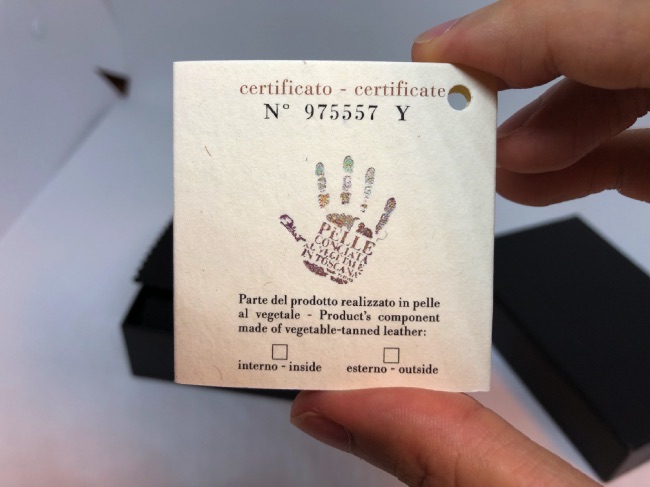 certificato - certificate
N° 975557 Y
PELLE
CONCIATA
AL VEGETALE
IN TOSCANA
Parte del prodotto realizzato in pelle
al vegetale - Product's component
made of vegetable-tanned leather:
interno - inside esterno - outside